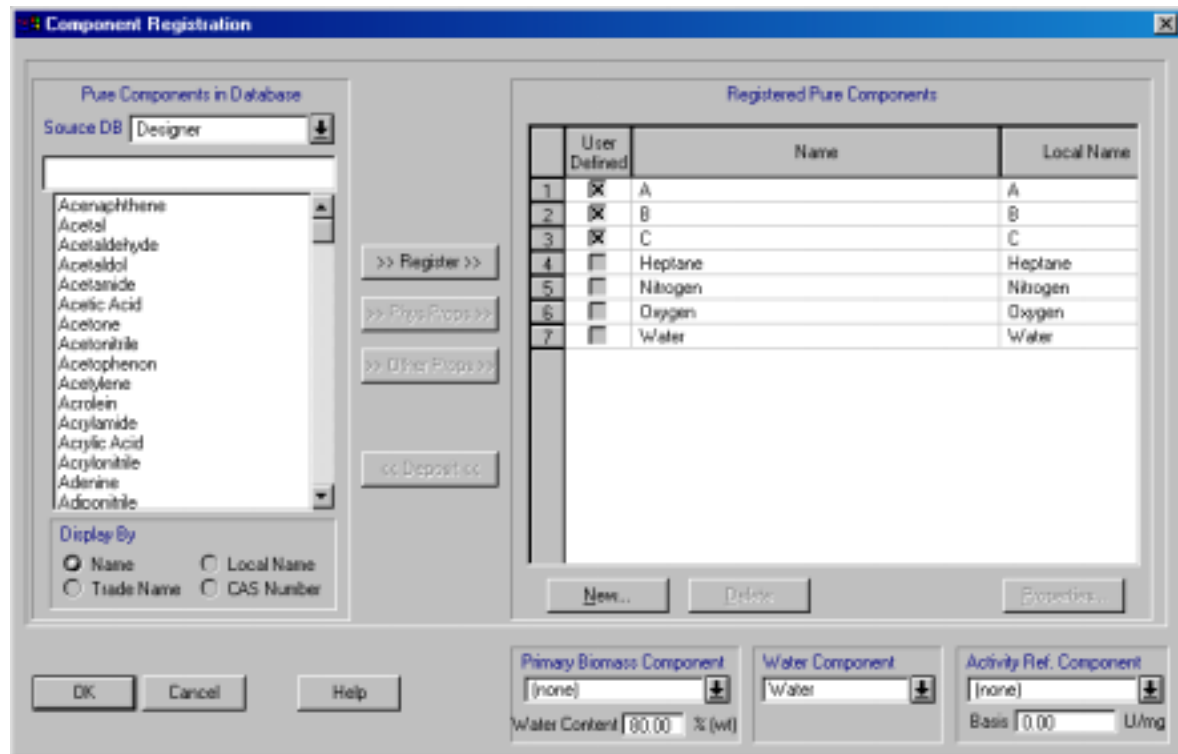 Component Registration
Pure Components in Database
Source DB Designer
Acenaphthene
Acetal
Acetaldehyde
Acetaldol
Acetamide
Acetic Acid
Acetone
Acetonitrile
Acetophenon
Acetylene
Acrolein
Acrylamide
Acrylic Acid
Acrylonitrile
Adenine
Adiponitrile
Display By
Name
Local Name
Trade Name
CAS Number
>> Register >>
>> Phys Props >>
>> Other Props >>
<< Deposit <<
Registered Pure Components
User Defined Name Local Name
1 A A
2 B B
3 C C
4 Heptane Heptane
5 Nitrogen Nitrogen
6 Oxygen Oxygen
7 Water Water
New...
Delete
Properties...
OK
Cancel
Help
Primary Biomass Component
(none)
Water Content 80.00 % (wt)
Water Component
Water
Activity Ref. Component
(none)
Basis 0.00 U/mg